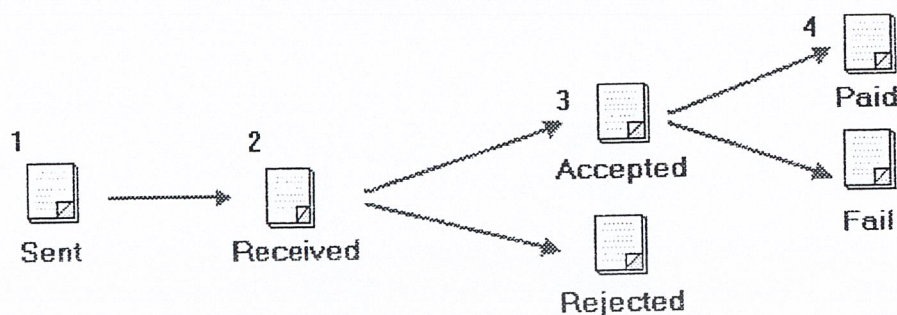 1
Sent
2
Received
3
Accepted
Rejected
4
Paid
Fail